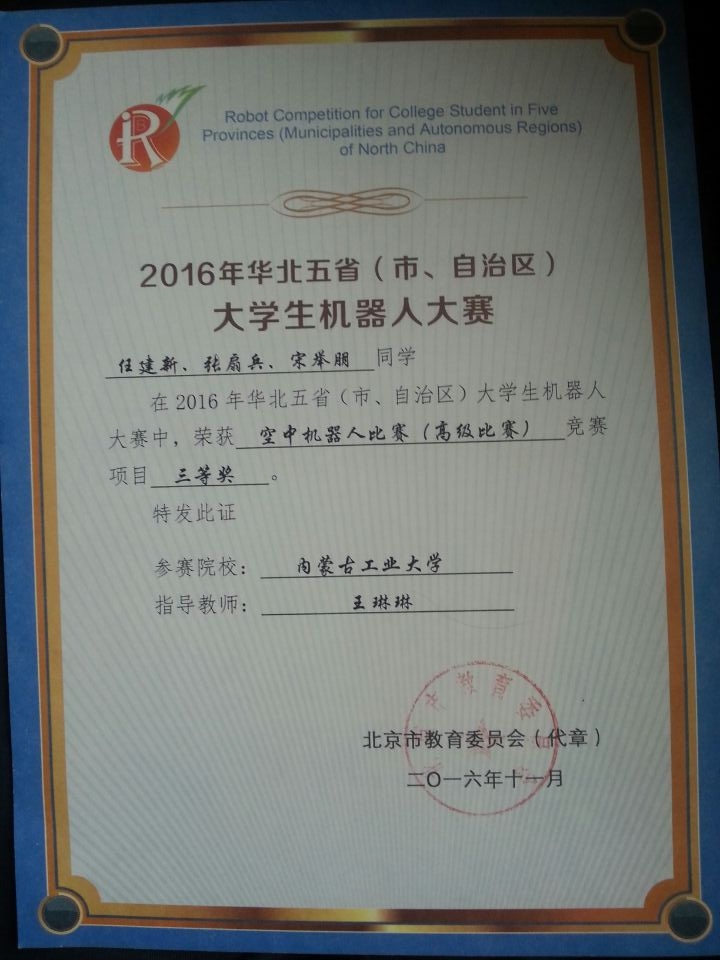 iR
Robot Competition for College Student in Five
Provinces (Municipalities and Autonomous Regions)
of North China
2016年华北五省（市、自治区）
大学生机器人大赛
任建新、张扇兵、宋举朋 同学
在2016年华北五省（市、自治区）大学生机器人
大赛中，荣获 空中机器人比赛（高级比赛） 竞赛
项目 三等奖 。
特发此证
参赛院校： 内蒙古工业大学
指导教师： 王琳琳
市教育委
北京市教育委员会（代章）
二〇一六年十一月